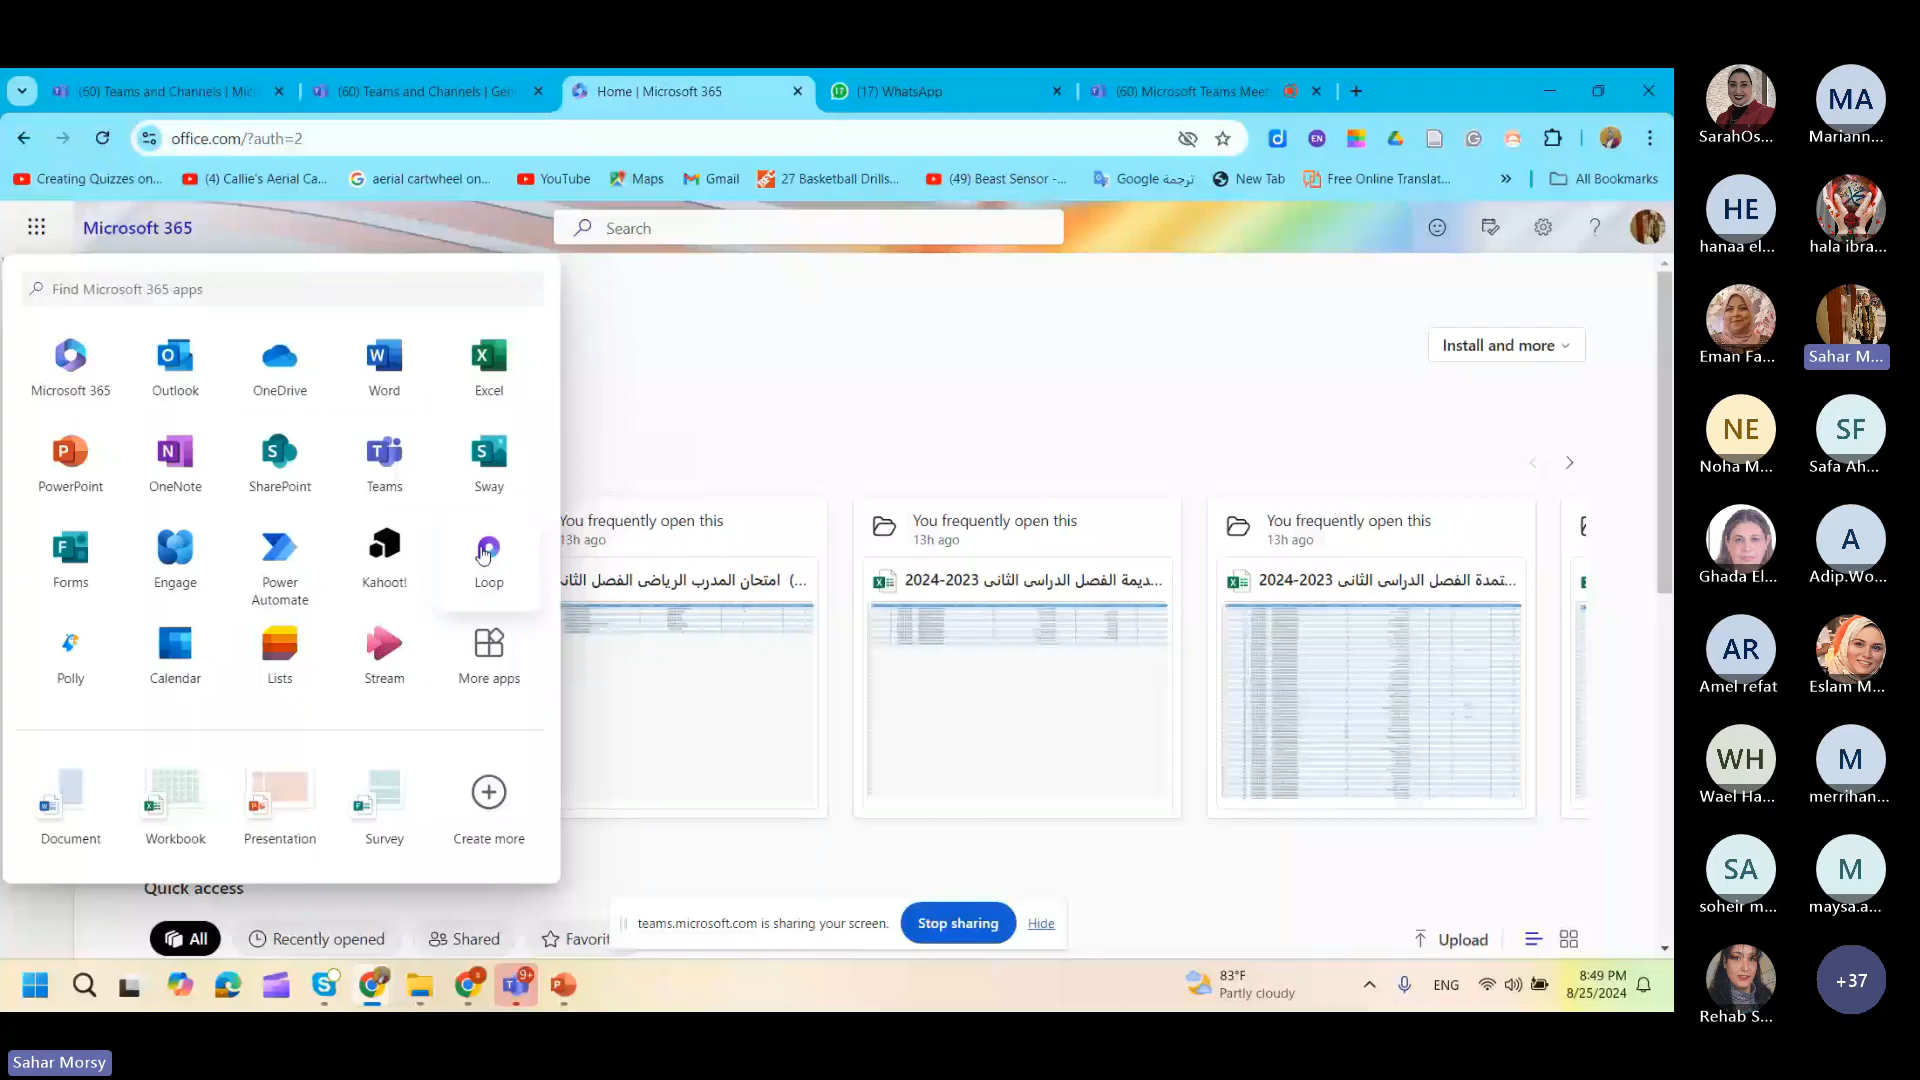 (60) Teams and Channels | Mic
(60) Teams and Channels | Gen
Home | Microsoft 365
(17) WhatsApp
(60) Microsoft Teams Meet
office.com/?auth=2
Creating Quizzes on...
(4) Callie's Aerial Ca...
aerial cartwheel on...
YouTube
Maps
Gmail
27 Basketball Drills...
(49) Beast Sensor -...
Google ترجمة
New Tab
Free Online Translat...
All Bookmarks
Microsoft 365
Search
Find Microsoft 365 apps
Microsoft 365
Outlook
OneDrive
Word
Excel
PowerPoint
OneNote
SharePoint
Teams
Sway
Forms
Engage
Power
Automate
Kahoot!
Loop
Polly
Calendar
Lists
Stream
More apps
Document
Workbook
Presentation
Survey
Create more
Install and more
You frequently open this
13h ago
امتحان المدرب الرياضى الفصل الثان (...
You frequently open this
13h ago
...ديمة الفصل الدراسى الثانى 2023-2024
You frequently open this
13h ago
...تمدة الفصل الدراسى الثانى 2023-2024
Quick access
All
Recently opened
Shared
Favorit
teams.microsoft.com is sharing your screen.
Stop sharing
Hide
Upload
83°F
Partly cloudy
ENG
8:49 PM
8/25/2024
9+
SarahOs...
MA
Mariann...
HE
hanaa el...
hala ibra...
Eman Fa...
Sahar M...
NE
Noha M...
SF
Safa Ah...
Ghada El...
A
Adip.Wo...
AR
Amel refat
Eslam M...
WH
Wael Ha...
M
merrihan...
SA
soheir m...
M
maysa.a...
Rehab S...
+37
Sahar Morsy